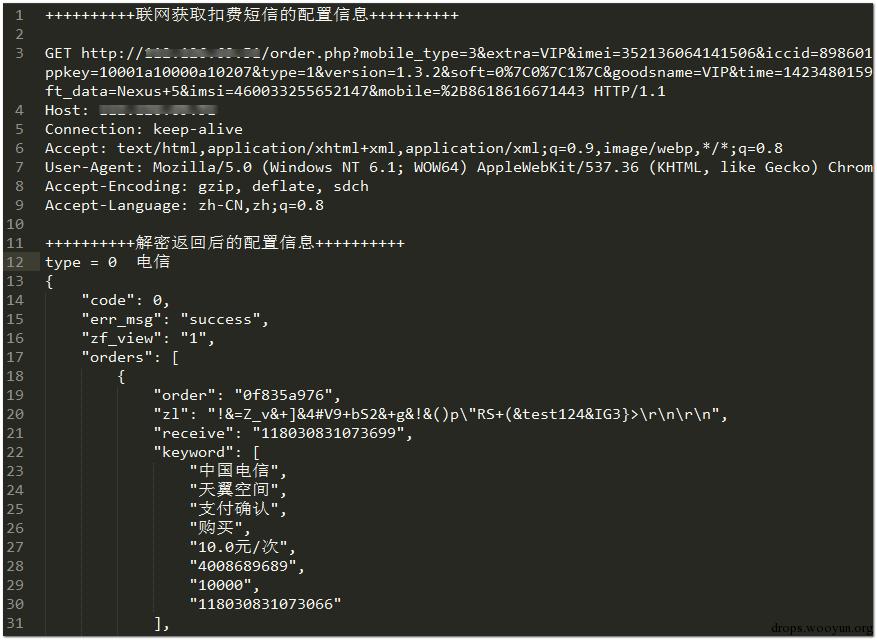 1 ++++++++++联网获取扣费短信的配置信息++++++++++
2
3 GET http:// /order.php?mobile_type=3&extra=VIP&imei=352136064141506&iccid=898601
ppkey=10001a10000a10207&type=1&version=1.3.2&soft=0%7C0%7C1%7C&goodsname=VIP&time=1423480159
ft_data=Nexus+5&imsi=460033255652147&mobile=%2B8618616671443 HTTP/1.1
4 Host:
5 Connection: keep-alive
6 Accept: text/html,application/xhtml+xml,application/xml;q=0.9,image/webp,*/*;q=0.8
7 User-Agent: Mozilla/5.0 (Windows NT 6.1; WOW64) AppleWebKit/537.36 (KHTML, like Gecko) Chrom
8 Accept-Encoding: gzip, deflate, sdch
9 Accept-Language: zh-CN,zh;q=0.8
10
11 ++++++++++解密返回后的配置信息++++++++++
12 type = 0 电信
13 {
14 "code": 0,
15 "err_msg": "success",
16 "zf_view": "1",
17 "orders": [
18 {
19 "order": "0f835a976",
20 "zl": "!&=Z_v&+]&4#V9+bS2&+g&!&()p\"RS+(&test124&IG3}>\r\n\r\n",
21 "receive": "118030831073699",
22 "keyword": [
23 "中国电信",
24 "天翼空间",
25 "支付确认",
26 "购买",
27 "10.0元/次",
28 "4008689689",
29 "10000",
30 "118030831073066"
31 ],
drops.wooyun.org